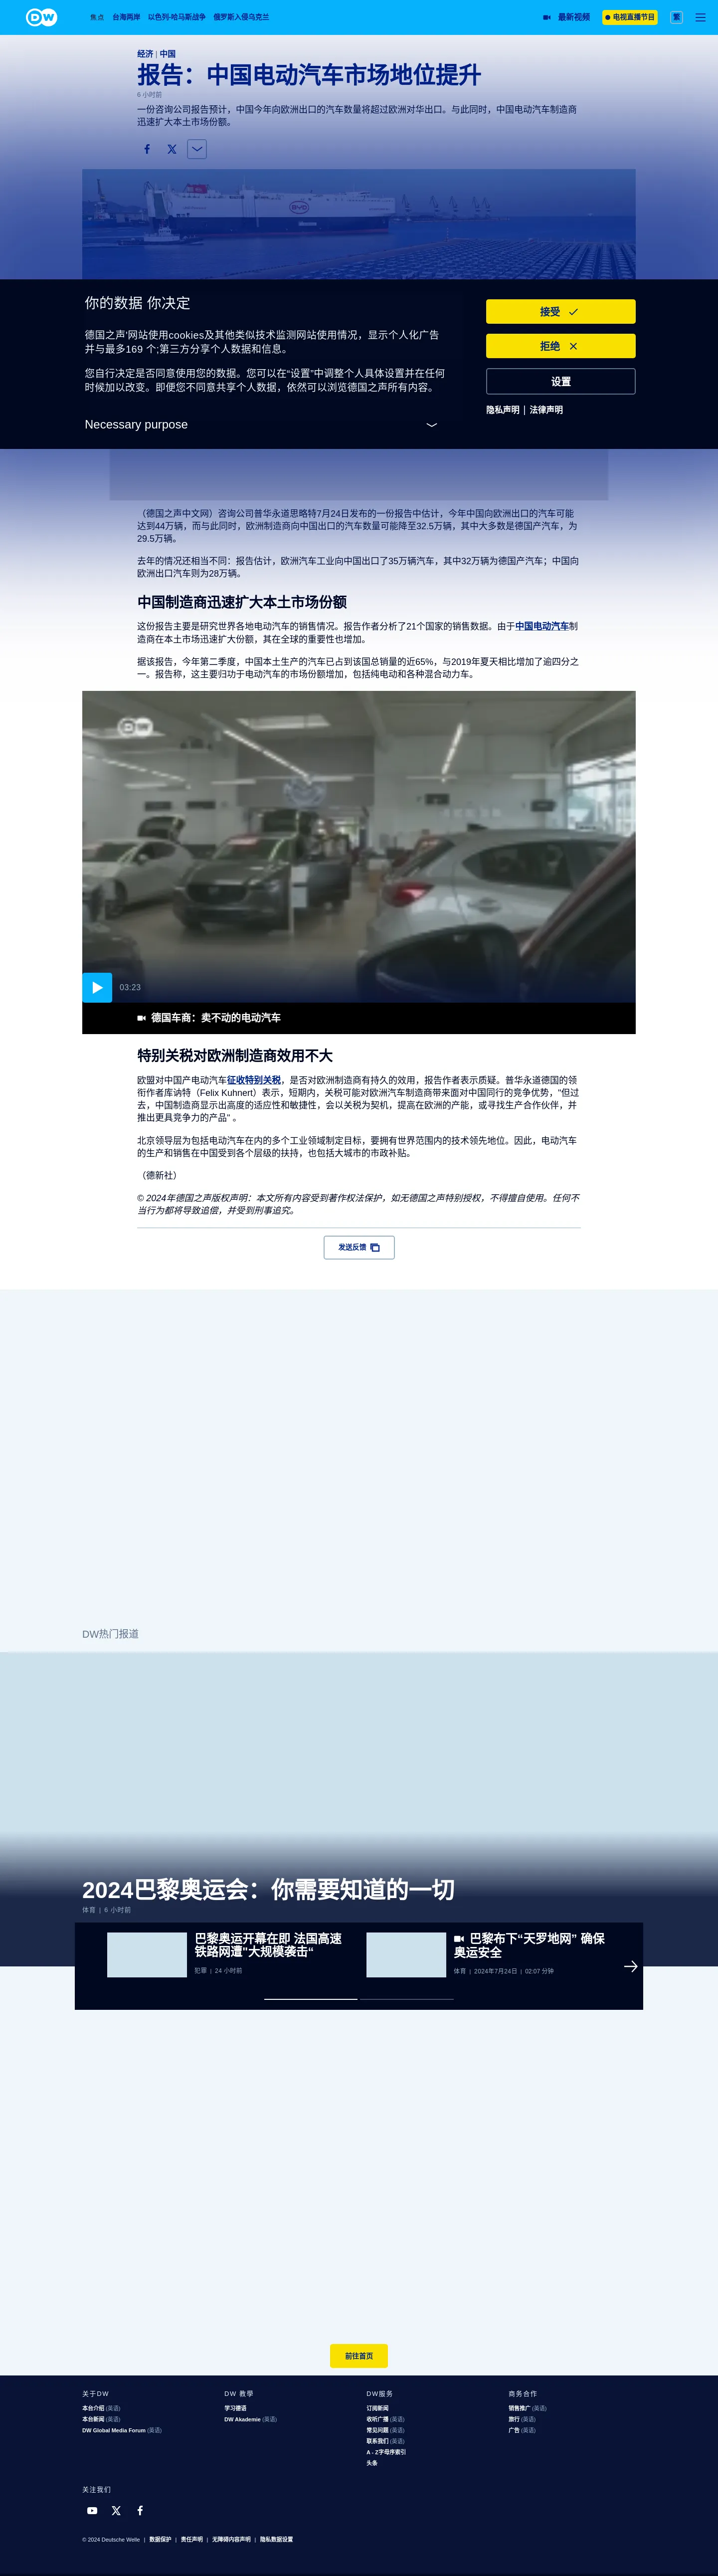 DW 焦点 台海两岸 以色列-哈马斯战争 俄罗斯入侵乌克兰 最新视频 电视直播节目 繁
经济 | 中国
报告：中国电动汽车市场地位提升
6 小时前
一份咨询公司报告预计，中国今年向欧洲出口的汽车数量将超过欧洲对华出口。与此同时，中国电动汽车制造商
迅速扩大本土市场份额。
BYD
你的数据 你决定
德国之声'网站使用cookies及其他类似技术监测网站使用情况，显示个人化广告
并与最多169 个;第三方分享个人数据和信息。
您自行决定是否同意使用您的数据。您可以在“设置”中调整个人具体设置并在任何
时候加以改变。即便您不同意共享个人数据，依然可以浏览德国之声所有内容。
Necessary purpose
接受
拒绝
设置
隐私声明 | 法律声明
（德国之声中文网）咨询公司普华永道思略特7月24日发布的一份报告中估计，今年中国向欧洲出口的汽车可能
达到44万辆，而与此同时，欧洲制造商向中国出口的汽车数量可能降至32.5万辆，其中大多数是德国产汽车，为
29.5万辆。
去年的情况还相当不同：报告估计，欧洲汽车工业向中国出口了35万辆汽车，其中32万辆为德国产汽车；中国向
欧洲出口汽车则为28万辆。
中国制造商迅速扩大本土市场份额
这份报告主要是研究世界各地电动汽车的销售情况。报告作者分析了21个国家的销售数据。由于中国电动汽车制
造商在本土市场迅速扩大份额，其在全球的重要性也增加。
据该报告，今年第二季度，中国本土生产的汽车已占到该国总销量的近65%，与2019年夏天相比增加了逾四分之
一。报告称，这主要归功于电动汽车的市场份额增加，包括纯电动和各种混合动力车。
DW
03:23
德国车商：卖不动的电动汽车
特别关税对欧洲制造商效用不大
欧盟对中国产电动汽车征收特别关税，是否对欧洲制造商有持久的效用，报告作者表示质疑。普华永道德国的领
衔作者库讷特（Felix Kuhnert）表示，短期内，关税可能对欧洲汽车制造商带来面对中国同行的竞争优势，"但过
去，中国制造商显示出高度的适应性和敏捷性，会以关税为契机，提高在欧洲的产能，或寻找生产合作伙伴，并
推出更具竞争力的产品" 。
北京领导层为包括电动汽车在内的多个工业领域制定目标，要拥有世界范围内的技术领先地位。因此，电动汽车
的生产和销售在中国受到各个层级的扶持，也包括大城市的市政补贴。
（德新社）
© 2024年德国之声版权声明：本文所有内容受到著作权法保护，如无德国之声特别授权，不得擅自使用。任何不
当行为都将导致追偿，并受到刑事追究。
发送反馈
DW热门报道
2024巴黎奥运会：你需要知道的一切
体育 | 6 小时前
巴黎奥运开幕在即 法国高速
铁路网遭"大规模袭击“
犯罪 | 24 小时前
巴黎布下“天罗地网” 确保
奥运安全
体育 | 2024年7月24日 | 02:07 分钟
前往首页
关于DW
本台介绍 (英语)
本台新闻 (英语)
DW Global Media Forum (英语)
DW 教學
学习德语
DW Akademie (英语)
DW服务
订阅新闻
收听广播 (英语)
常见问题 (英语)
联系我们 (英语)
A - Z字母序索引
头条
商务合作
销售推广 (英语)
旅行 (英语)
广告 (英语)
关注我们
© 2024 Deutsche Welle | 数据保护 | 责任声明 | 无障碍内容声明 | 隐私数据设置